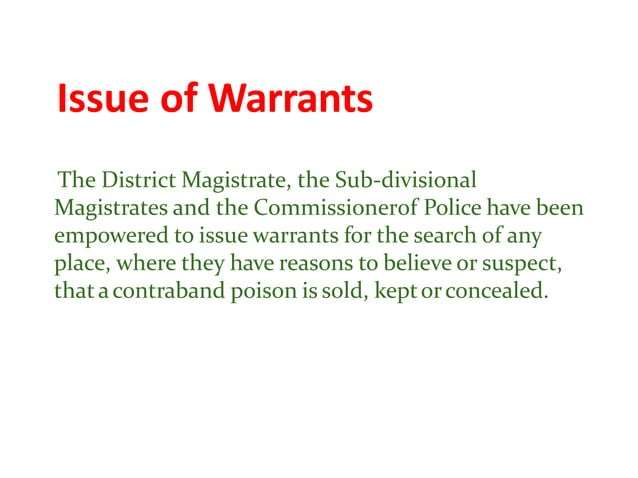 Issue of Warrants
The District Magistrate, the Sub-divisional
Magistrates and the Commissionerof Police have been
empowered to issue warrants for the search of any
place, where they have reasons to believe or suspect,
that a contraband poison is sold, kept or concealed.